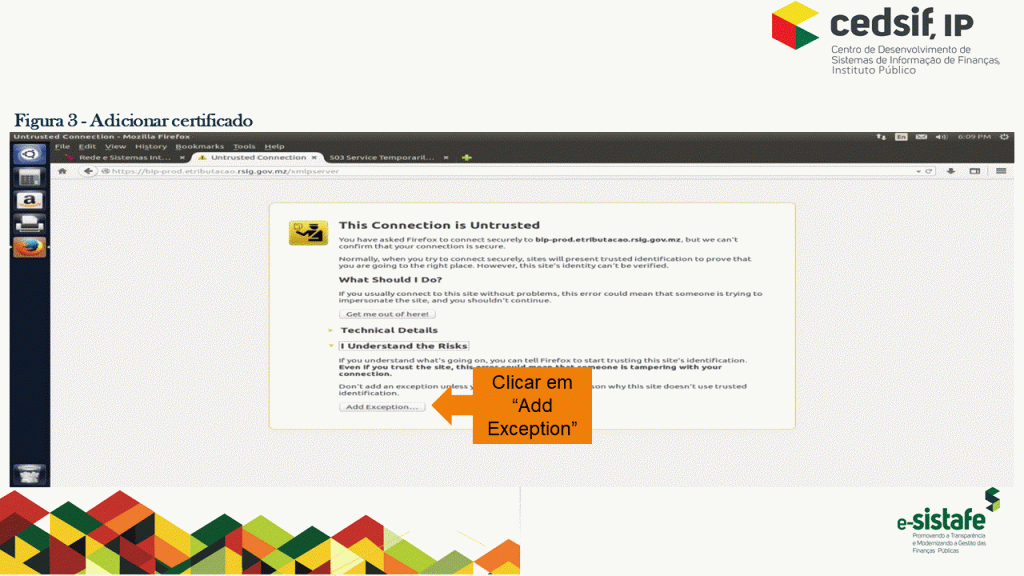 cedsif, IP
Centro de Desenvolvimento de
Sistemas de Informação de Finanças,
Instituto Público
Figura 3 - Adicionar certificado
Untrusted Connection - Mozilla Firefox
En
6:09 PM
File Edit View History Bookmarks Tools Help
Rede e Sistemas Int... × Untrusted Connection × 503 Service Temporaril... ×
https://bip-prod.etributacao.rsig.gov.mz/xmlpserver
a
This Connection is Untrusted
You have asked Firefox to connect securely to bip-prod.etributacao.rsig.gov.mz, but we can't
confirm that your connection is secure.
Normally, when you try to connect securely, sites will present trusted identification to prove that
you are going to the right place. However, this site's identity can't be verified.
What Should I Do?
If you usually connect to this site without problems, this error could mean that someone is trying to
impersonate the site, and you shouldn't continue.
Get me out of here!
Technical Details
I Understand the Risks
If you understand what's going on, you can tell Firefox to start trusting this site's identification.
Even if you trust the site, this error could mean that someone is tampering with your
connection.
Don't add an exception unless son why this site doesn't use trusted
identification.
Add Exception...
Clicar em
“Add
Exception”
e-sistafe
Promovendo a Transparência
e Modernizando a Gestão das
Finanças Públicas